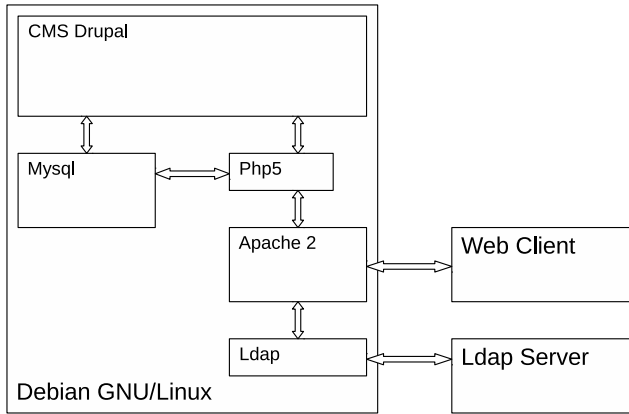 CMS Drupal
Mysql
Php5
Apache 2
Web Client
Ldap
Ldap Server
Debian GNU/Linux